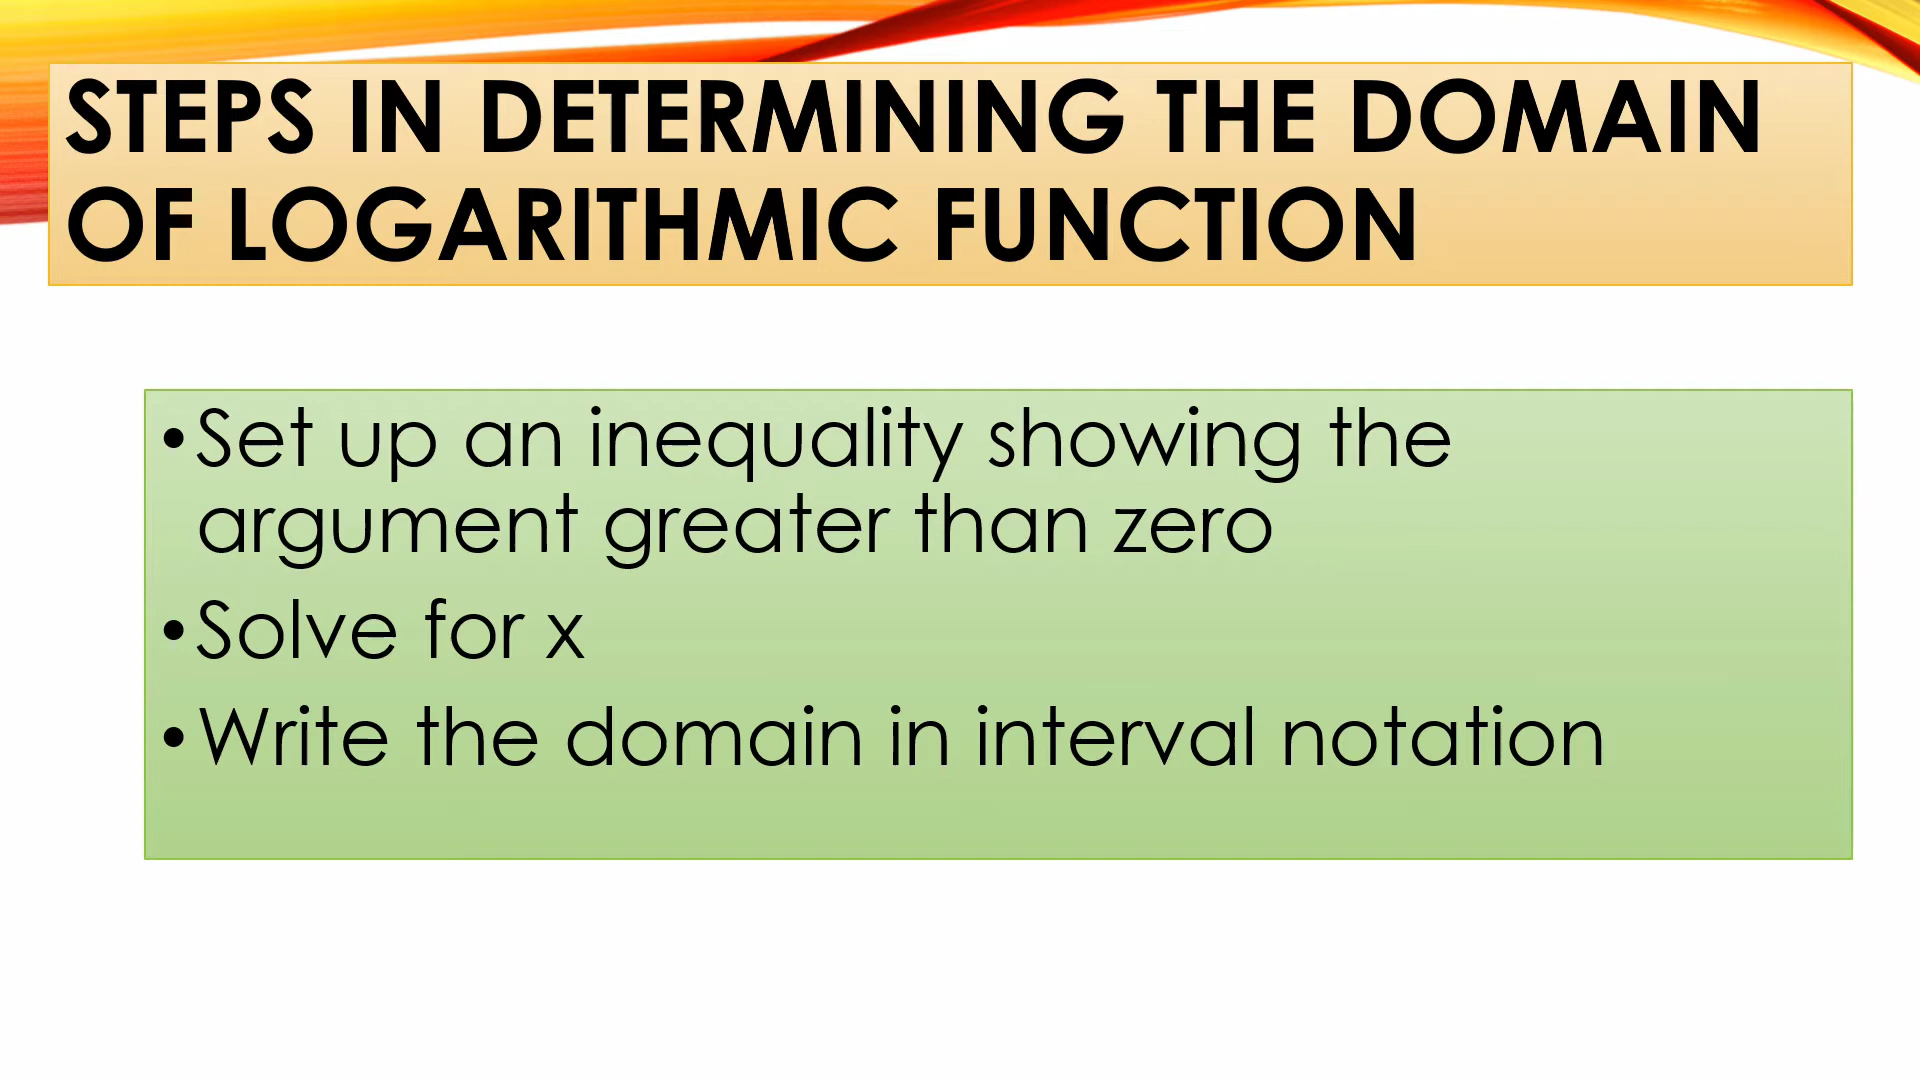 STEPS IN DETERMINING THE DOMAIN
OF LOGARITHMIC FUNCTION
•Set up an inequality showing the
argument greater than zero
•Solve for x
•Write the domain in interval notation